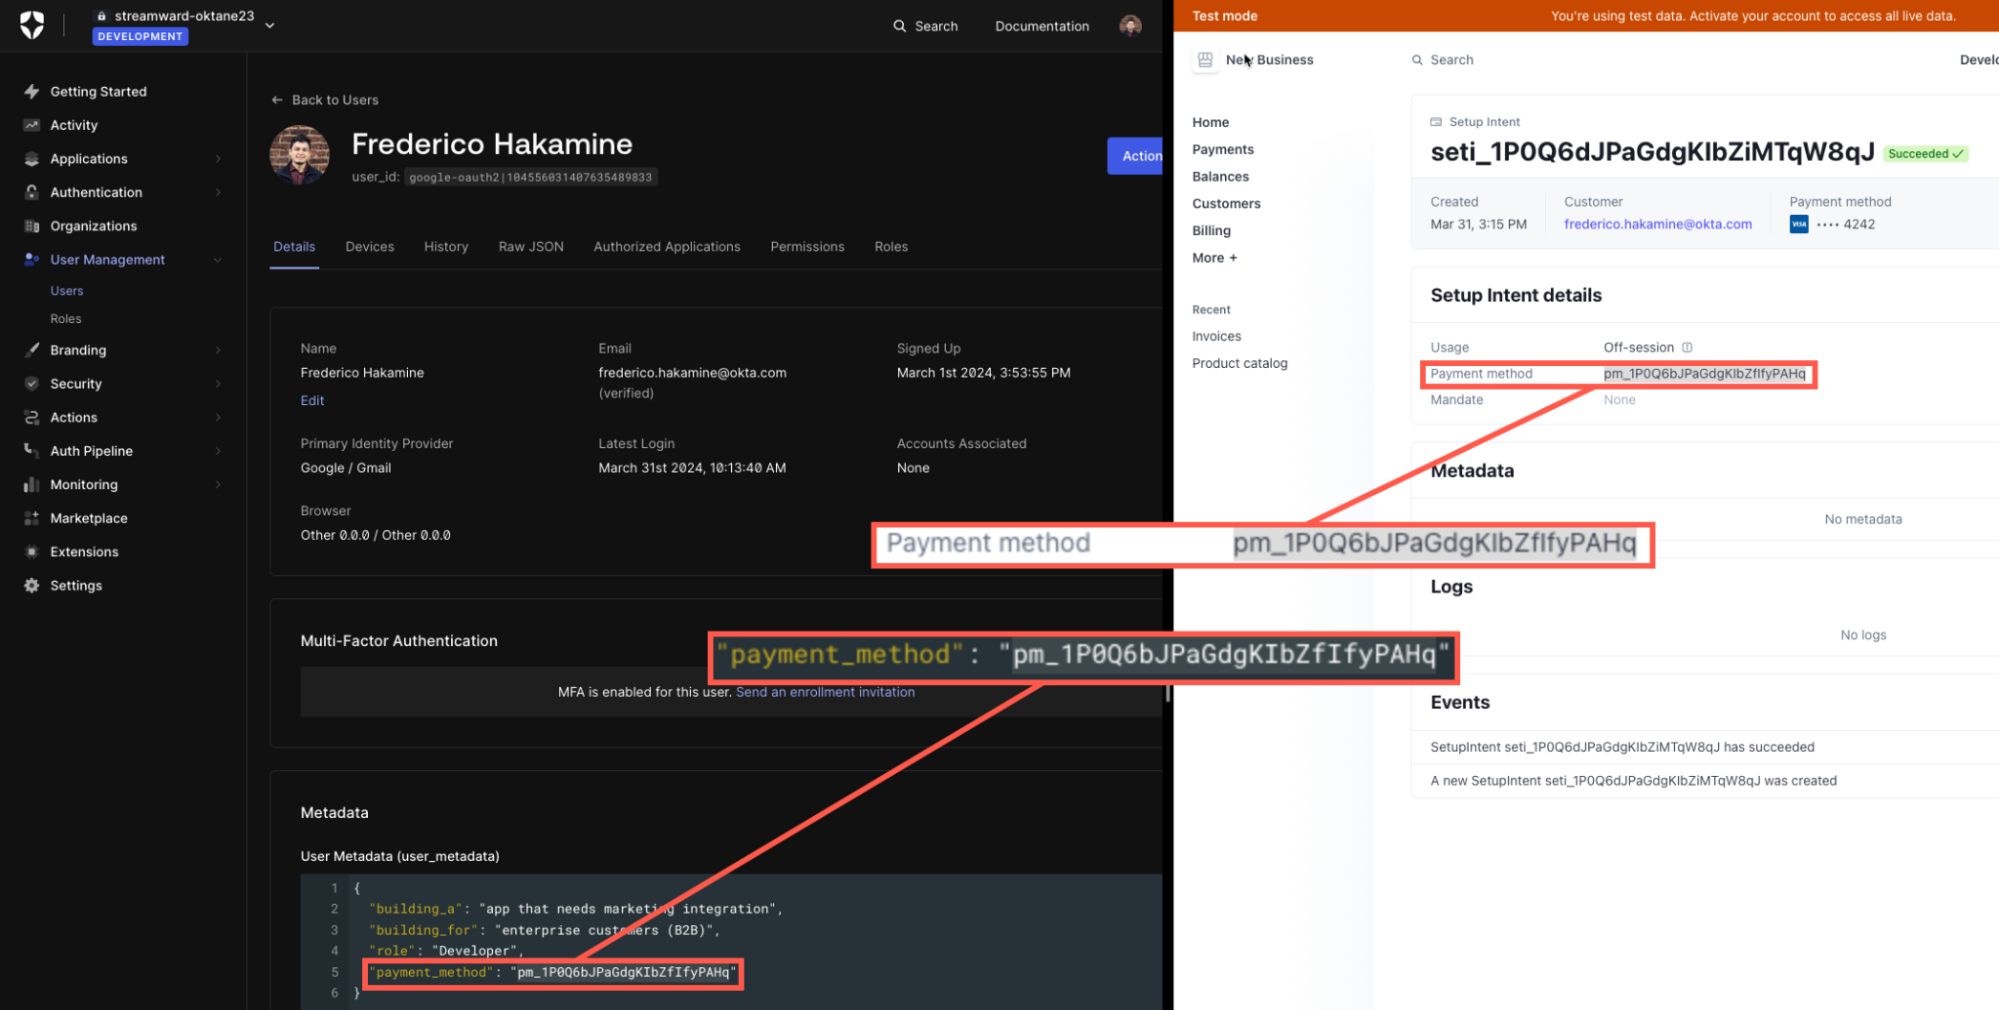 streamward-oktane23
DEVELOPMENT
Search
Documentation
Getting Started
Activity
Applications
Authentication
Organizations
User Management
Users
Roles
Branding
Security
Actions
Auth Pipeline
Monitoring
Marketplace
Extensions
Settings
← Back to Users
Frederico Hakamine
user_id: google-oauth2|104556031407635489833
Action
Details Devices History Raw JSON Authorized Applications Permissions Roles
Name
Frederico Hakamine
Edit
Email
frederico.hakamine@okta.com
(verified)
Signed Up
March 1st 2024, 3:53:55 PM
Primary Identity Provider
Google / Gmail
Latest Login
March 31st 2024, 10:13:40 AM
Accounts Associated
None
Browser
Other 0.0.0 / Other 0.0.0
Multi-Factor Authentication
MFA is enabled for this user. Send an enrollment invitation
Metadata
User Metadata (user_metadata)
1 {
2 "building_a": "app that needs marketing integration",
3 "building_for": "enterprise customers (B2B)",
4 "role": "Developer",
5 "payment_method": "pm_1P0Q6bJPaGdgKIbZfIfyPAHq"
6 }
Payment method pm_1P0Q6bJPaGdgKIbZfIfyPAHq
"payment_method": "pm_1P0Q6bJPaGdgKIbZfIfyPAHq"
Test mode
You're using test data. Activate your account to access all live data.
New Business
Search
Develo
Home
Payments
Balances
Customers
Billing
More +
Recent
Invoices
Product catalog
Setup Intent
seti_1P0Q6dJPaGdgKIbZiMTqW8qJ Succeeded ✓
Created
Mar 31, 3:15 PM
Customer
frederico.hakamine@okta.com
Payment method
VISA •••• 4242
Setup Intent details
Usage Off-session
Payment method pm_1P0Q6bJPaGdgKIbZfIfyPAHq
Mandate None
Metadata
No metadata
Logs
No logs
Events
SetupIntent seti_1P0Q6dJPaGdgKIbZiMTqW8qJ has succeeded
A new SetupIntent seti_1P0Q6dJPaGdgKIbZiMTqW8qJ was created